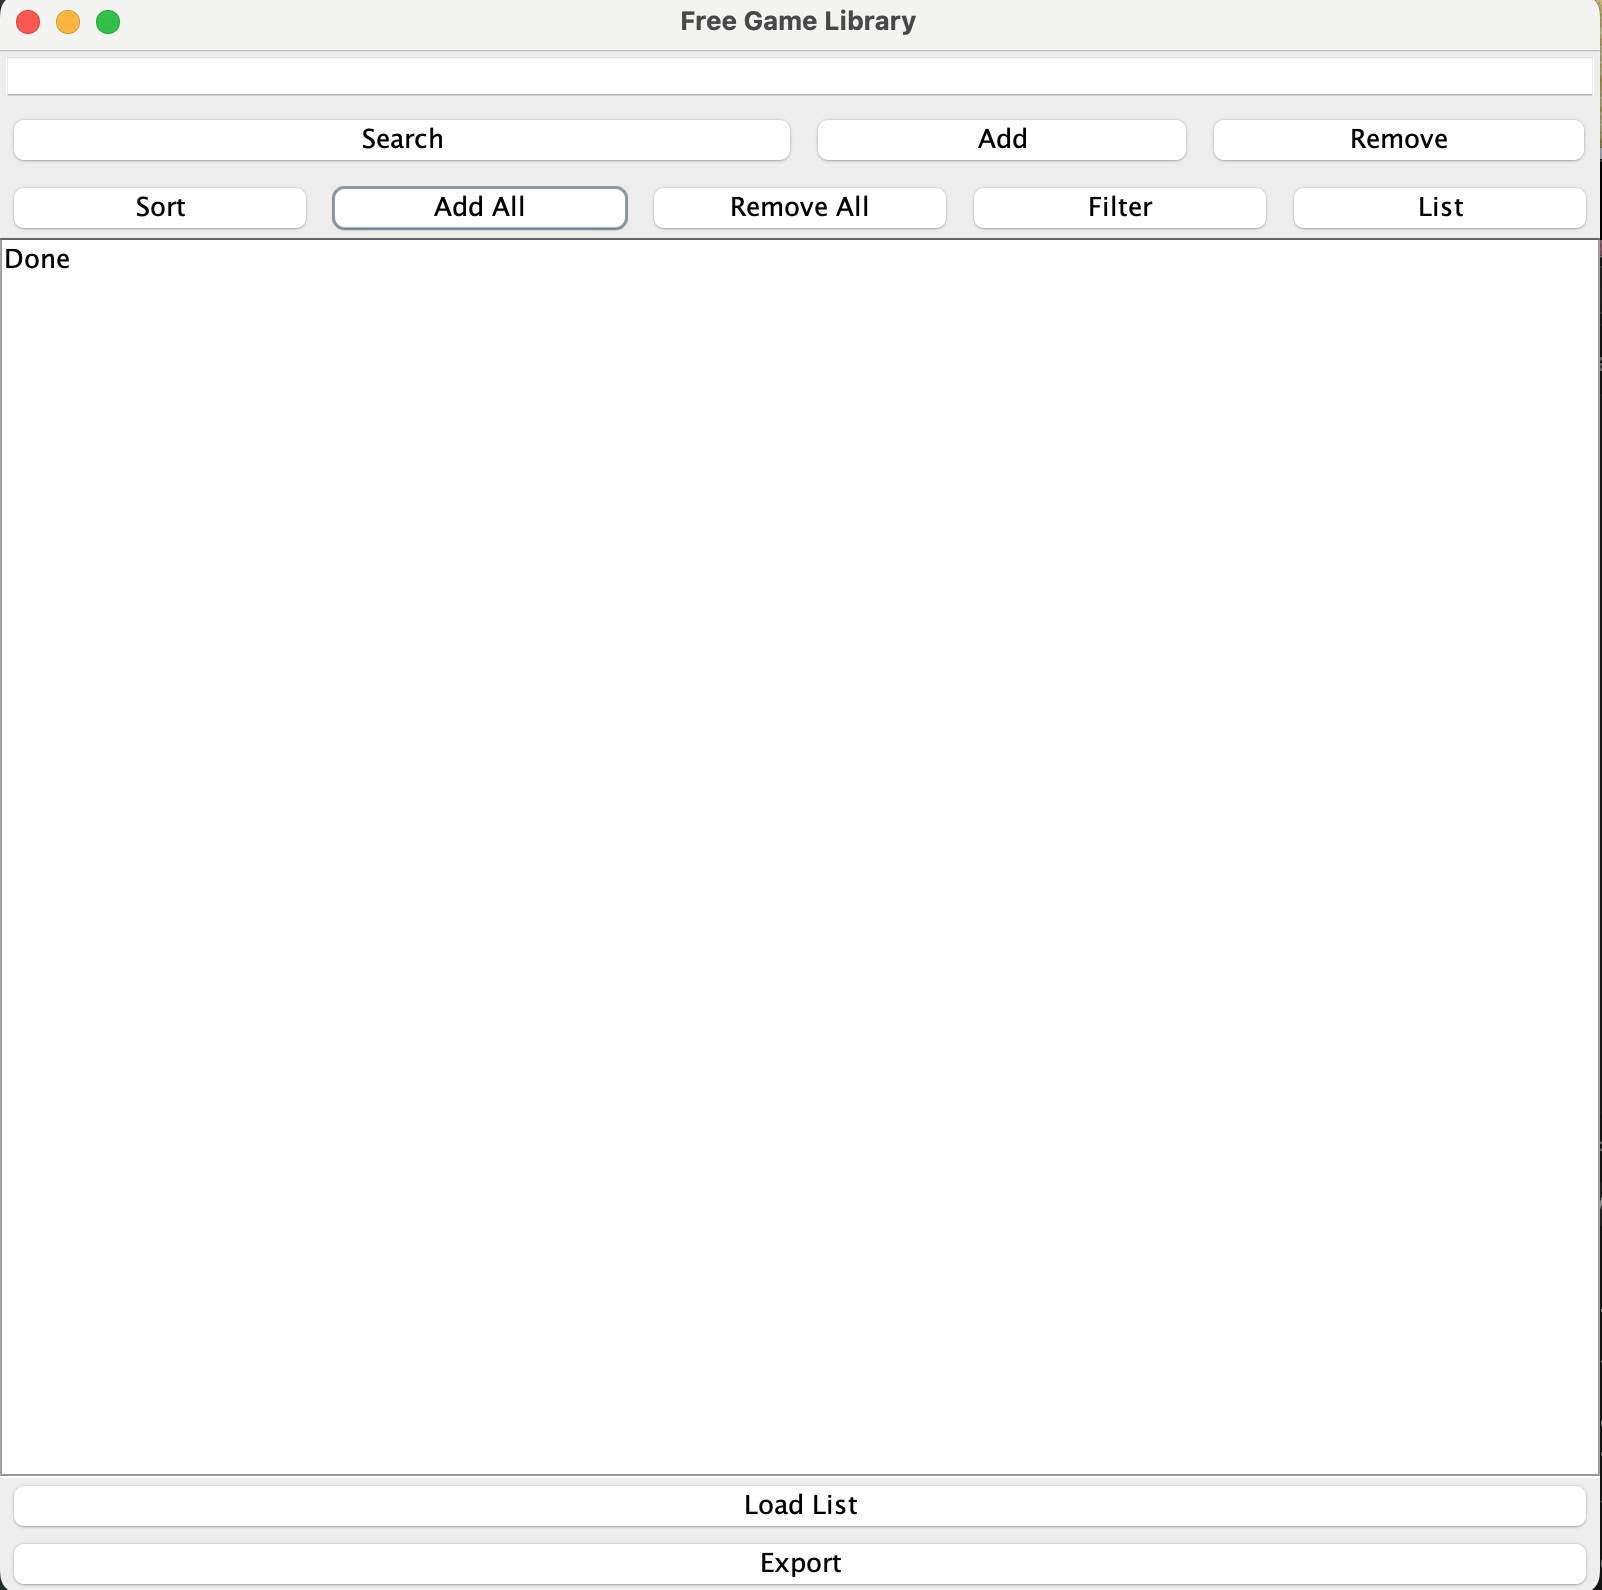 Free Game Library
Search Add Remove
Sort Add All Remove All Filter List
Done
Load List
Export